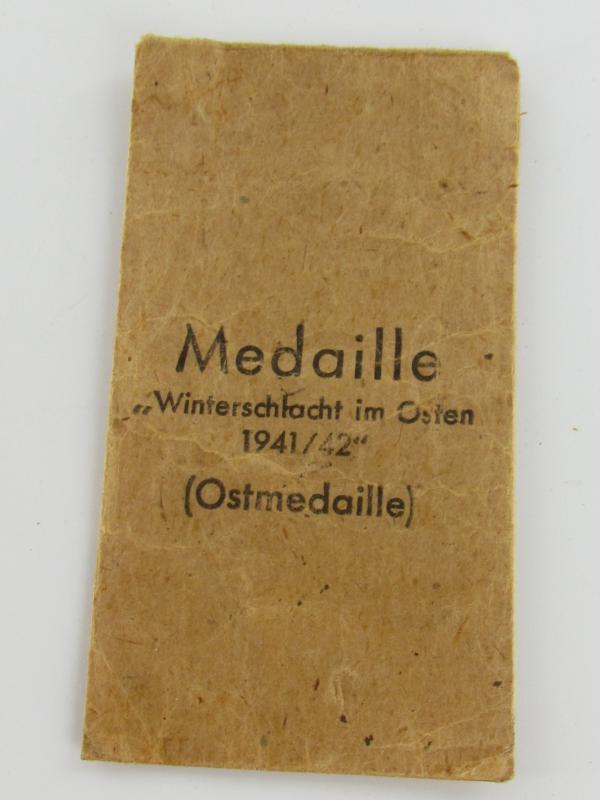 Medaille
„Winterschlacht im Osten
1941/42“
(Ostmedaille)